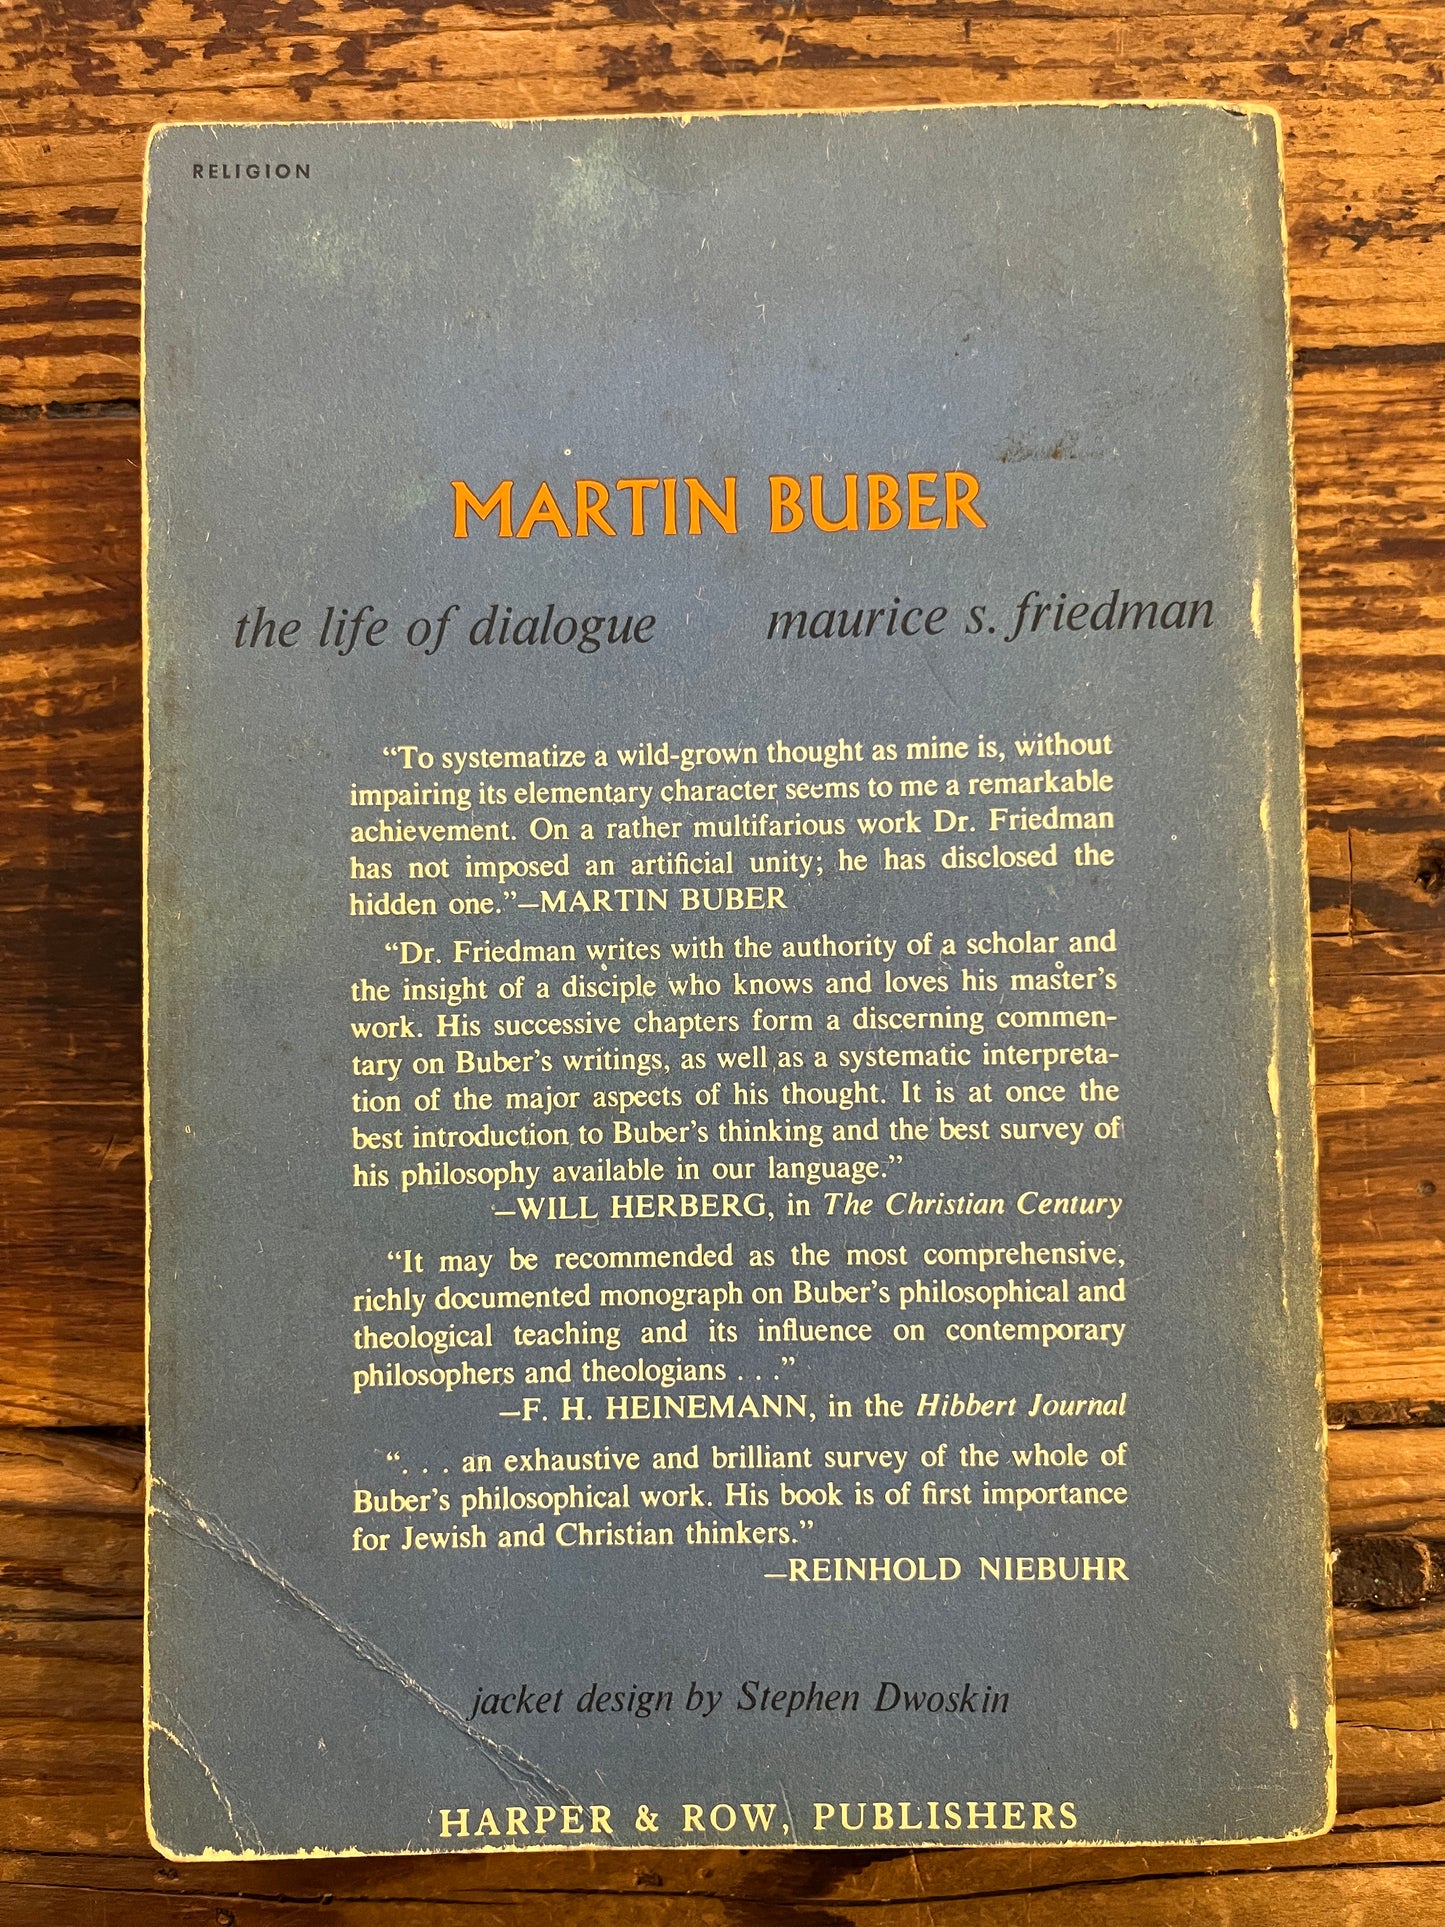 RELIGION
MARTIN BUBER
the life of dialogue maurice s. friedman
“To systematize a wild-grown thought as mine is, without
impairing its elementary character seems to me a remarkable
achievement. On a rather multifarious work Dr. Friedman
has not imposed an artificial unity; he has disclosed the
hidden one.”—MARTIN BUBER
“Dr. Friedman writes with the authority of a scholar and
the insight of a disciple who knows and loves his master’s
work. His successive chapters form a discerning commen-
tary on Buber’s writings, as well as a systematic interpreta-
tion of the major aspects of his thought. It is at once the
best introduction to Buber’s thinking and the best survey of
his philosophy available in our language.”
—WILL HERBERG, in The Christian Century
“It may be recommended as the most comprehensive,
richly documented monograph on Buber’s philosophical and
theological teaching and its influence on contemporary
philosophers and theologians . . .”
—F. H. HEINEMANN, in the Hibbert Journal
“. . . an exhaustive and brilliant survey of the whole of
Buber’s philosophical work. His book is of first importance
for Jewish and Christian thinkers.”
—REINHOLD NIEBUHR
jacket design by Stephen Dwoskin
HARPER & ROW, PUBLISHERS